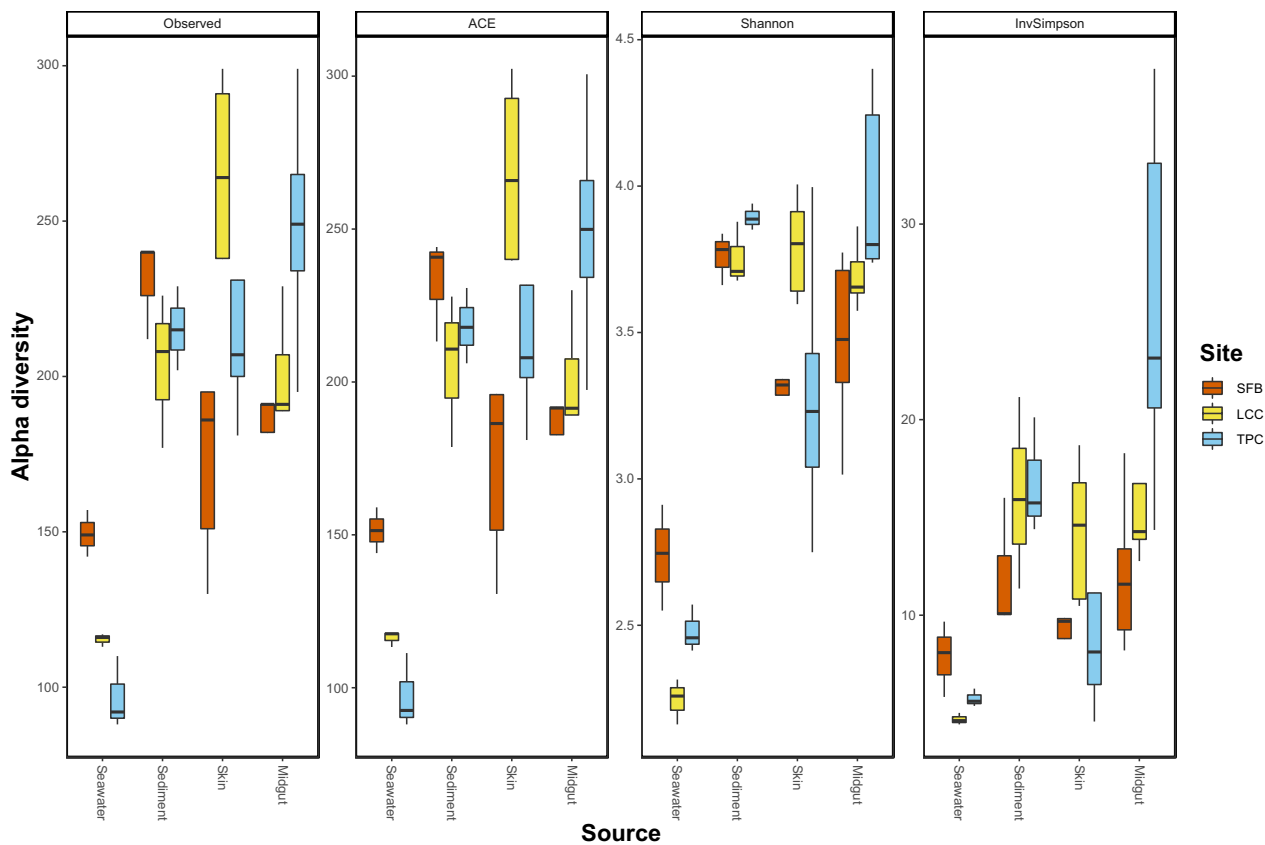 Observed
ACE
Shannon
InvSimpson
Alpha diversity
300
250
200
150
100
300
250
200
150
100
4.5
4.0
3.5
3.0
2.5
30
20
10
Seawater
Sediment
Skin
Midgut
Seawater
Sediment
Skin
Midgut
Seawater
Sediment
Skin
Midgut
Seawater
Sediment
Skin
Midgut
Source
Site
SFB
LCC
TPC